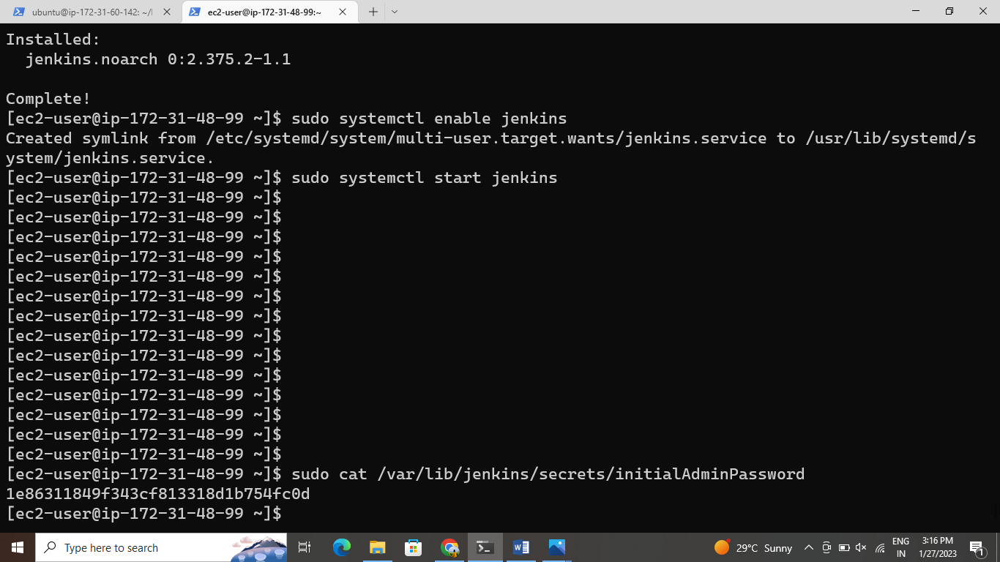 ubuntu@ip-172-31-60-142: ~/l
ec2-user@ip-172-31-48-99:~
Installed:
  jenkins.noarch 0:2.375.2-1.1
Complete!
[ec2-user@ip-172-31-48-99 ~]$ sudo systemctl enable jenkins
Created symlink from /etc/systemd/system/multi-user.target.wants/jenkins.service to /usr/lib/systemd/s
ystem/jenkins.service.
[ec2-user@ip-172-31-48-99 ~]$ sudo systemctl start jenkins
[ec2-user@ip-172-31-48-99 ~]$
[ec2-user@ip-172-31-48-99 ~]$
[ec2-user@ip-172-31-48-99 ~]$
[ec2-user@ip-172-31-48-99 ~]$
[ec2-user@ip-172-31-48-99 ~]$
[ec2-user@ip-172-31-48-99 ~]$
[ec2-user@ip-172-31-48-99 ~]$
[ec2-user@ip-172-31-48-99 ~]$
[ec2-user@ip-172-31-48-99 ~]$
[ec2-user@ip-172-31-48-99 ~]$
[ec2-user@ip-172-31-48-99 ~]$
[ec2-user@ip-172-31-48-99 ~]$
[ec2-user@ip-172-31-48-99 ~]$
[ec2-user@ip-172-31-48-99 ~]$
[ec2-user@ip-172-31-48-99 ~]$ sudo cat /var/lib/jenkins/secrets/initialAdminPassword
1e86311849f343cf813318d1b754fc0d
[ec2-user@ip-172-31-48-99 ~]$
Type here to search
29°C Sunny
ENG
IN
3:16 PM
1/27/2023
1